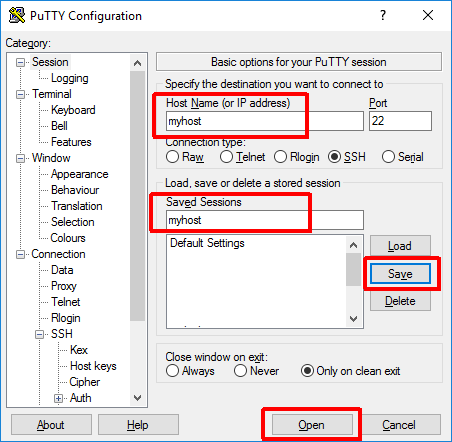 PuTTY Configuration
Category:
Session
Logging
Terminal
Keyboard
Bell
Features
Window
Appearance
Behaviour
Translation
Selection
Colours
Connection
Data
Proxy
Telnet
Rlogin
SSH
Kex
Host keys
Cipher
Auth
Basic options for your PuTTY session
Specify the destination you want to connect to
Host Name (or IP address) Port
myhost 22
Connection type:
Raw Telnet Rlogin SSH Serial
Load, save or delete a stored session
Saved Sessions
myhost
Default Settings
Load
Save
Delete
Close window on exit:
Always Never Only on clean exit
About Help Open Cancel